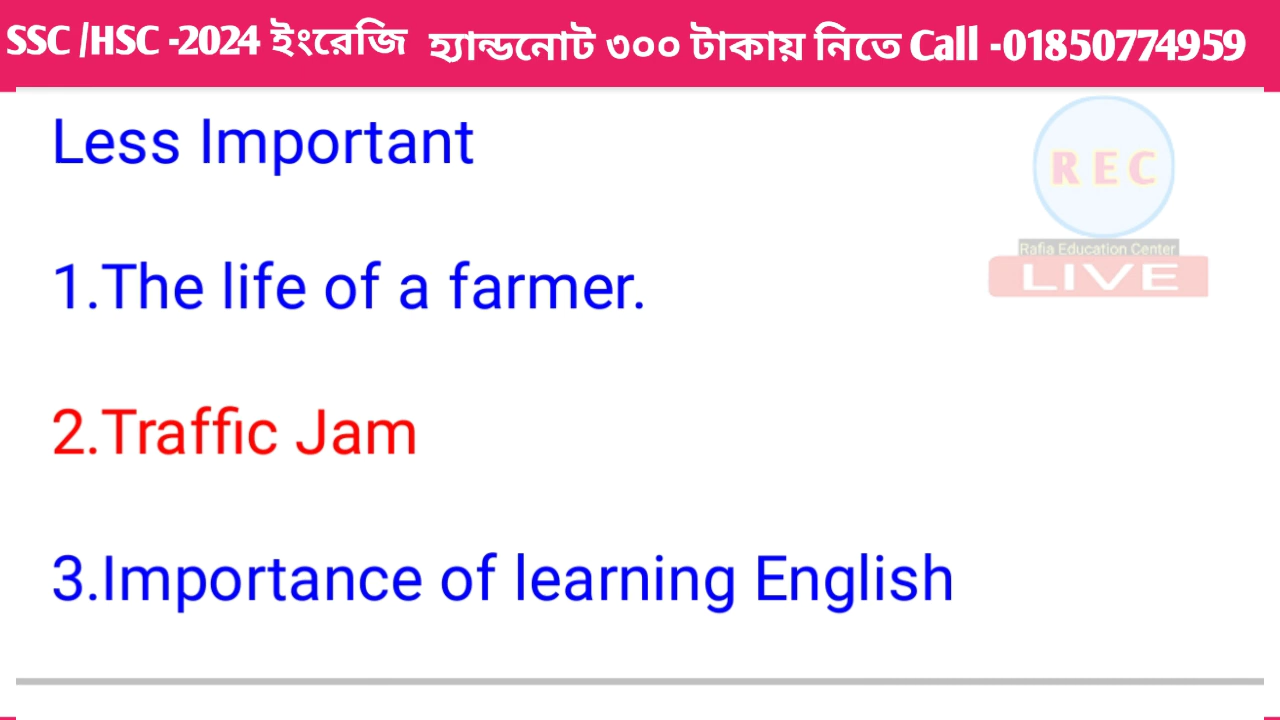 SSC /HSC -2024 ইংরেজি হ্যান্ডনোট ৩০০ টাকায় নিতে Call -01850774959
Less Important
R E C
Rafia Education Center
LIVE
1.The life of a farmer.
2.Traffic Jam
3.Importance of learning English